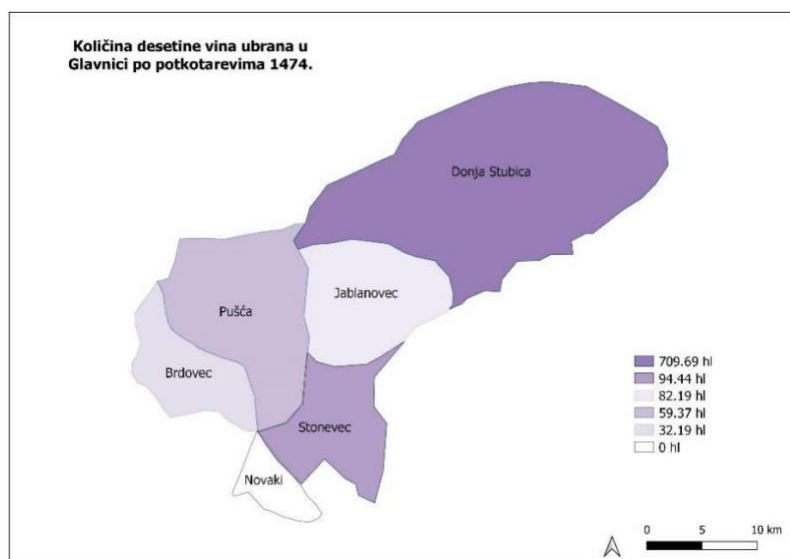 Količina desetine vina ubrana u
Glavnici po potkotarevima 1474.
Donja Stubica
Jablanovec
Pušća
Brdovec
Stonevec
Novaki
709.69 hl
94.44 hl
82.19 hl
59.37 hl
32.19 hl
0 hl
0 5 10 km